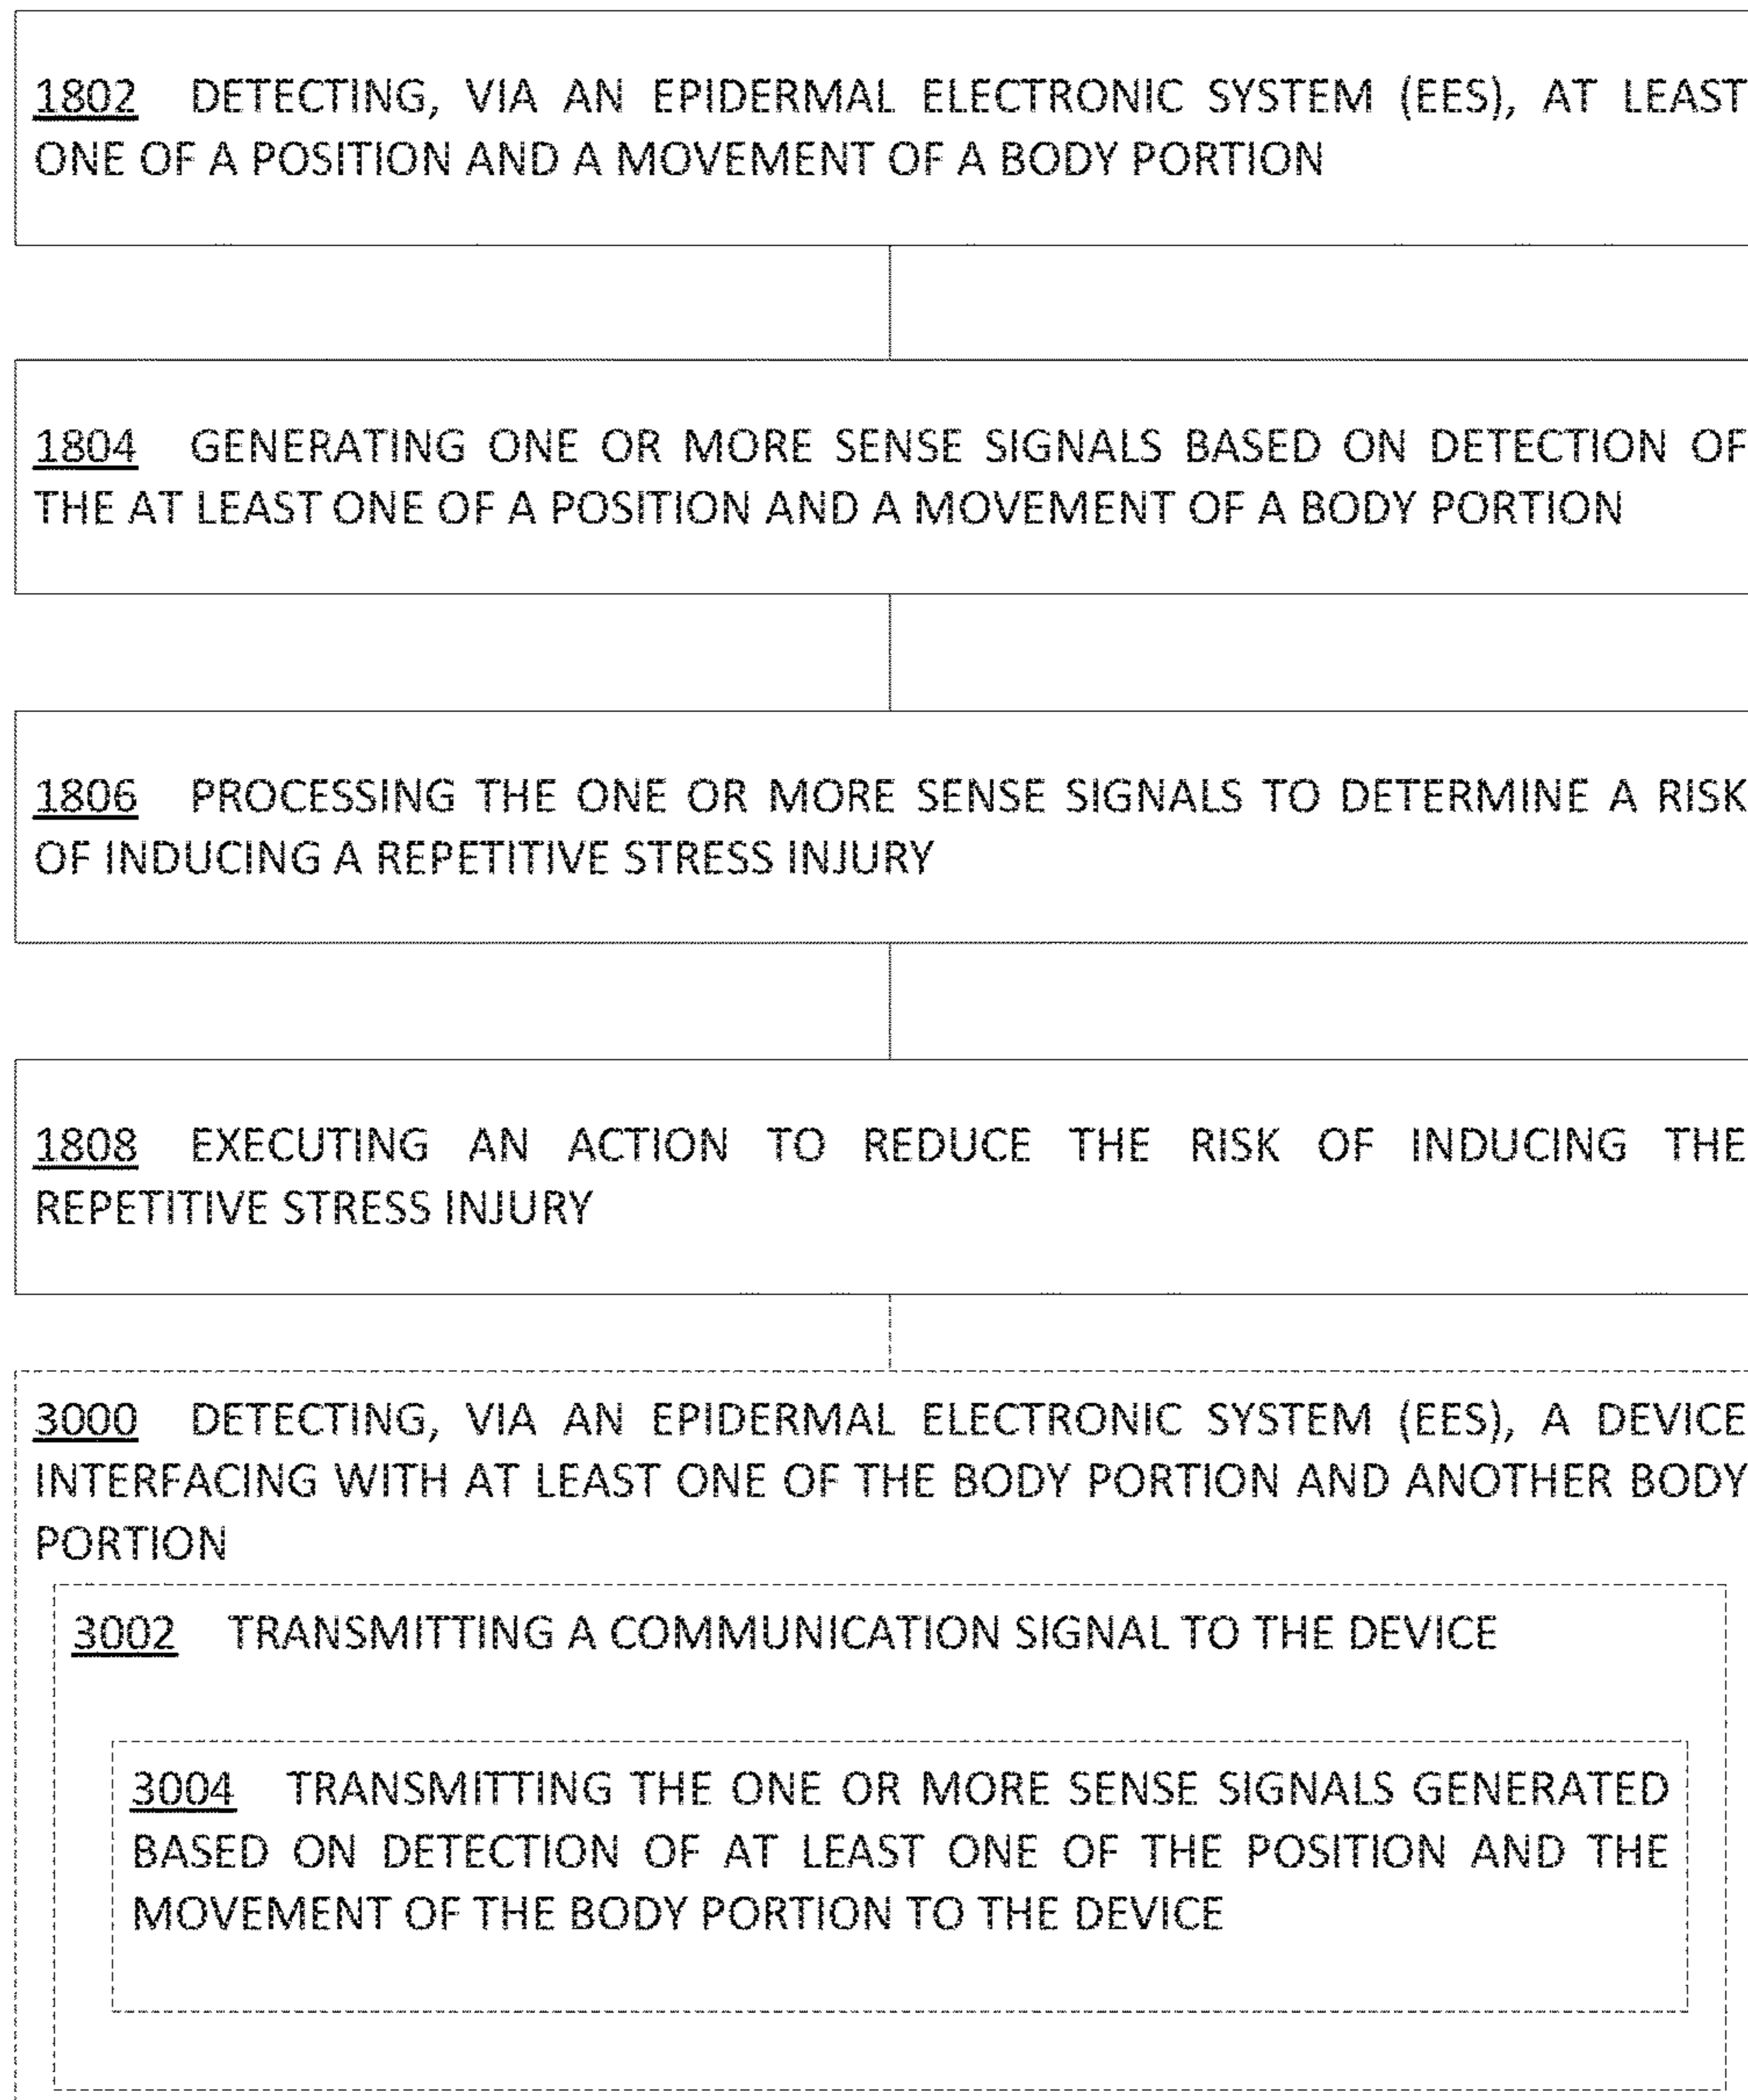 1802 DETECTING, VIA AN EPIDERMAL ELECTRONIC SYSTEM (EES), AT LEAST
ONE OF A POSITION AND A MOVEMENT OF A BODY PORTION
1804 GENERATING ONE OR MORE SENSE SIGNALS BASED ON DETECTION OF
THE AT LEAST ONE OF A POSITION AND A MOVEMENT OF A BODY PORTION
1806 PROCESSING THE ONE OR MORE SENSE SIGNALS TO DETERMINE A RISK
OF INDUCING A REPETITIVE STRESS INJURY
1808 EXECUTING AN ACTION TO REDUCE THE RISK OF INDUCING THE
REPETITIVE STRESS INJURY
3000 DETECTING, VIA AN EPIDERMAL ELECTRONIC SYSTEM (EES), A DEVICE
INTERFACING WITH AT LEAST ONE OF THE BODY PORTION AND ANOTHER BODY
PORTION
3002 TRANSMITTING A COMMUNICATION SIGNAL TO THE DEVICE
3004 TRANSMITTING THE ONE OR MORE SENSE SIGNALS GENERATED
BASED ON DETECTION OF AT LEAST ONE OF THE POSITION AND THE
MOVEMENT OF THE BODY PORTION TO THE DEVICE